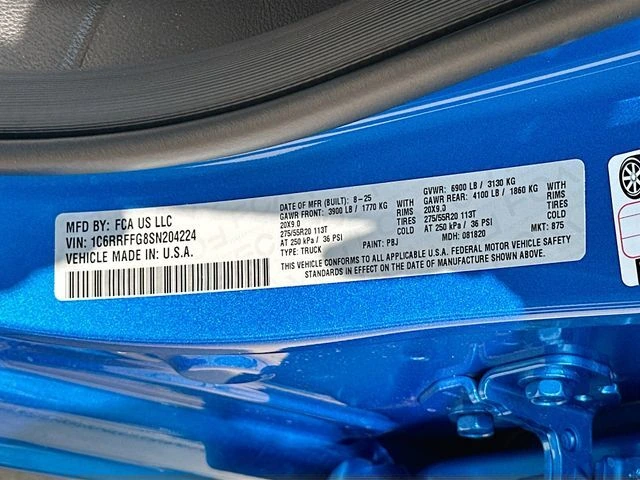 MFD BY: FCA US LLC
VIN: 1C6RRFFG8SN204224
VEHICLE MADE IN: U.S.A.
DATE OF MFR (BUILT): 8-25
GAWR FRONT: 3900 LB / 1770 KG WITH
20X9.0 RIMS
275/55R20 113T TIRES
AT 250 kPa / 36 PSI COLD
TYPE: TRUCK PAINT: PBJ
GVWR: 6900 LB / 3130 KG
GAWR REAR: 4100 LB / 1860 KG WITH
20X9.0 RIMS
275/55R20 113T TIRES
AT 250 kPa / 36 PSI COLD
MDH: 081820 MKT: 875
THIS VEHICLE CONFORMS TO ALL APPLICABLE U.S.A. FEDERAL MOTOR VEHICLE SAFETY
STANDARDS IN EFFECT ON THE DATE OF MANUFACTURE SHOWN ABOVE.